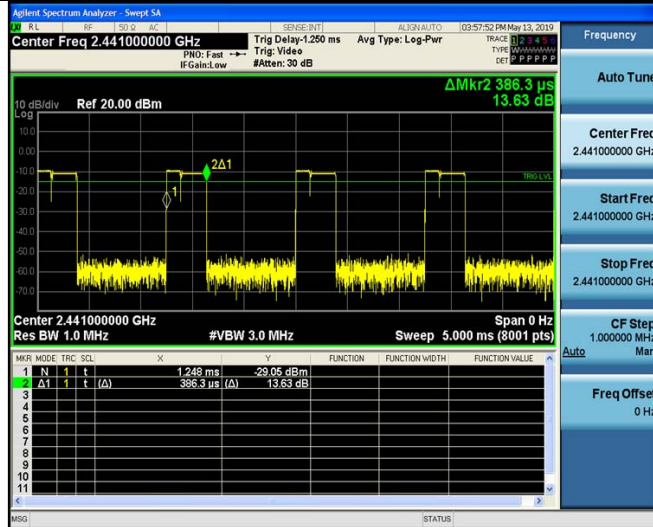 Agilent Spectrum Analyzer - Swept SA
RL RF 50 Ω AC SENSE:INT ALIGN AUTO 03:57:52 PM May 13, 2019
Center Freq 2.441000000 GHz
PNO: Fast
IFGain:Low
Trig Delay-1.250 ms
Trig: Video
#Atten: 30 dB
Avg Type: Log-Pwr
TRACE 1 2 3 4 5 6
TYPE
DET P P P P P P
ΔMkr2 386.3 µs
13.63 dB
10 dB/div Ref 20.00 dBm
Log
10.0
0.00
-10.0
-20.0
-30.0
-40.0
-50.0
-60.0
-70.0
2Δ1
1
TRIG LVL
Center 2.441000000 GHz Span 0 Hz
Res BW 1.0 MHz #VBW 3.0 MHz Sweep 5.000 ms (8001 pts)
MKR MODE TRC SCL X Y FUNCTION FUNCTION WIDTH FUNCTION VALUE
1 N 1 t 1.248 ms -29.05 dBm
2 Δ1 1 t (Δ) 386.3 µs (Δ) 13.63 dB
3
4
5
6
7
8
9
10
11
MSG STATUS
Frequency
Auto Tune
Center Freq
2.441000000 GHz
Start Freq
2.441000000 GHz
Stop Freq
2.441000000 GHz
CF Step
1.000000 MHz
Auto Man
Freq Offset
0 Hz